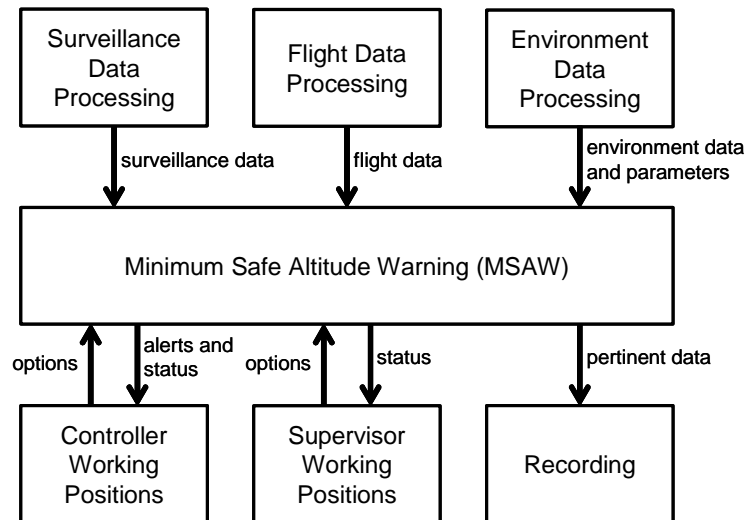 Surveillance
Data
Processing
Flight Data
Processing
Environment
Data
Processing
surveillance data
flight data
environment data
and parameters
Minimum Safe Altitude Warning (MSAW)
options
alerts and
status
options
status
pertinent data
Controller
Working
Positions
Supervisor
Working
Positions
Recording